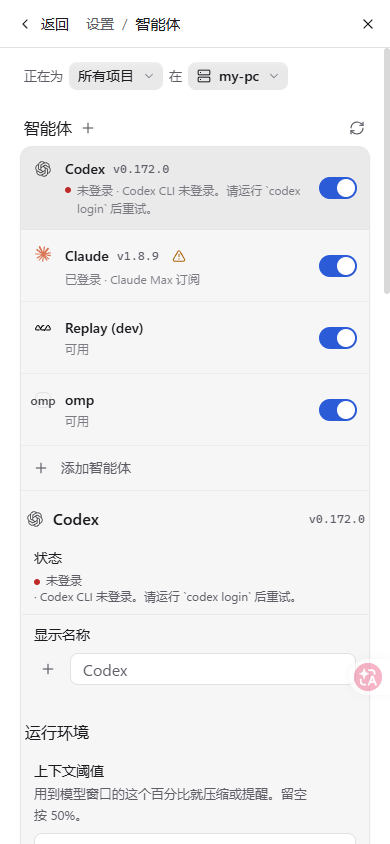 返回 设置 / 智能体
正在为 所有项目 在 my-pc
智能体
Codex v0.172.0
未登录 · Codex CLI 未登录。请运行 `codex
login` 后重试。
Claude v1.8.9
已登录 · Claude Max 订阅
Replay (dev)
可用
omp omp
可用
添加智能体
Codex v0.172.0
状态
未登录
· Codex CLI 未登录。请运行 `codex login` 后重试。
显示名称
Codex
运行环境
上下文阈值
用到模型窗口的这个百分比就压缩或提醒。留空
按 50%。